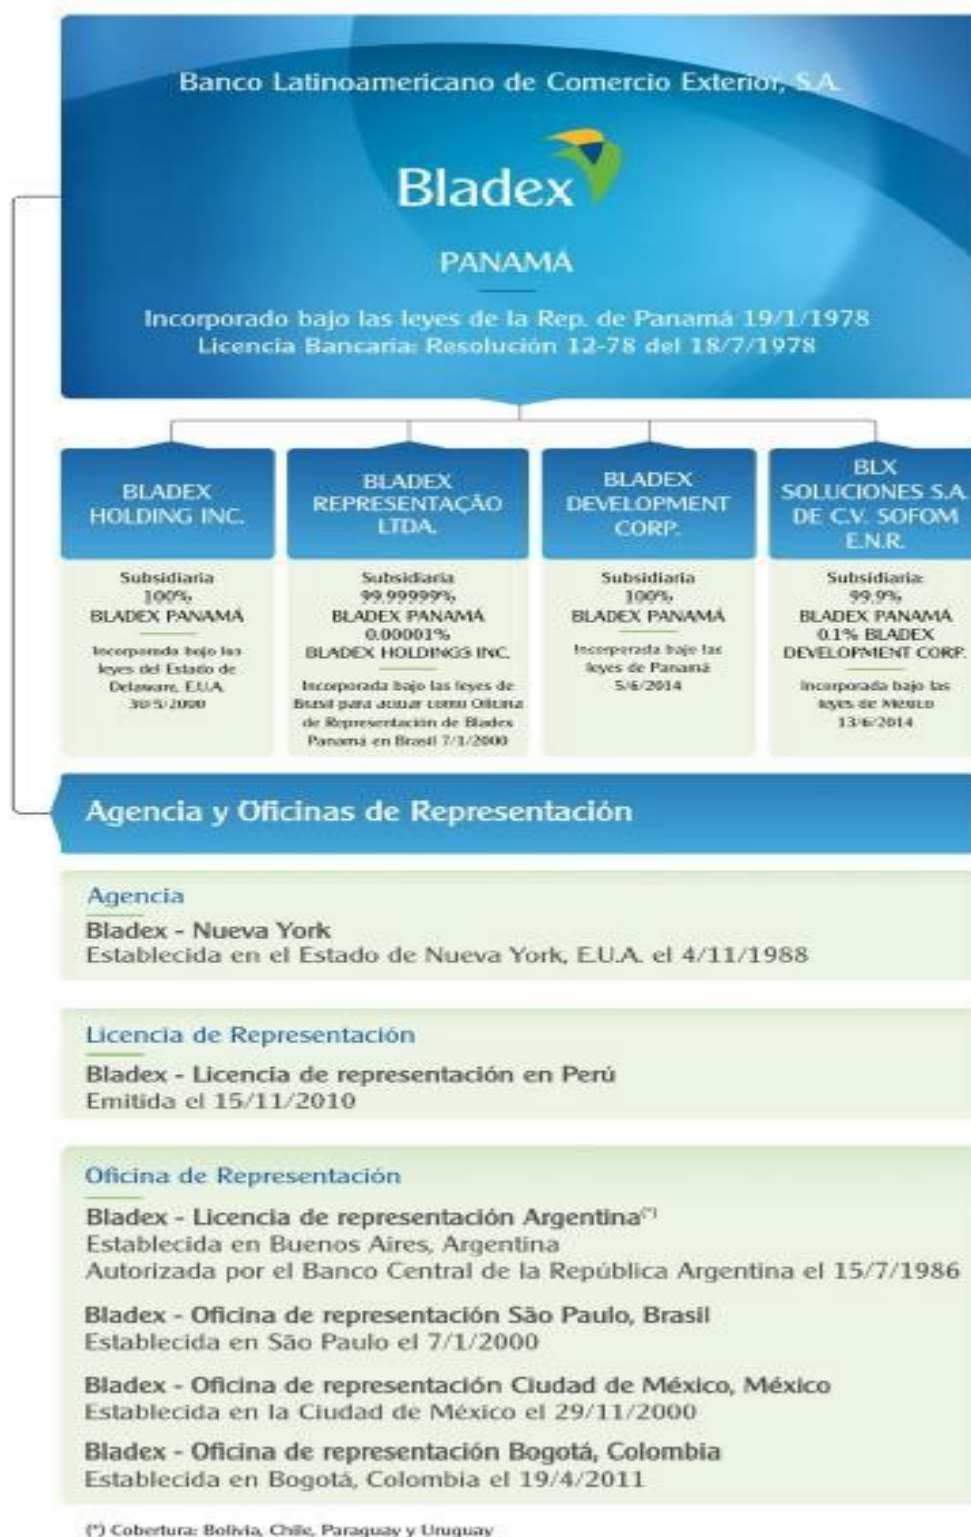 Banco Latinoamericano de Comercio Exterior, S.A.
Bladex
PANAMÁ
Incorporado bajo las leyes de la Rep. de Panamá 19/1/1978
Licencia Bancaria: Resolución 12-78 del 18/7/1978
BLADEX
HOLDING INC.
Subsidiaria
100%
BLADEX PANAMÁ
Incorporada bajo las
leyes del Estado de
Delaware, E.U.A.
30/5/2000
BLADEX
REPRESENTAÇÃO
LTDA.
Subsidiaria
99.99999%
BLADEX PANAMÁ
0.00001%
BLADEX HOLDINGS INC.
Incorporada bajo las leyes de
Brasil para actuar como Oficina
de Representación de Bladex
Panamá en Brasil 7/1/2000
BLADEX
DEVELOPMENT
CORP.
Subsidiaria
100%
BLADEX PANAMÁ
Incorporada bajo las
leyes de Panamá
5/6/2014
BLX
SOLUCIONES S.A.
DE C.V. SOFOM
E.N.R.
Subsidiaria:
99.9%
BLADEX PANAMÁ
0.1% BLADEX
DEVELOPMENT CORP.
Incorporada bajo las
leyes de México
13/6/2014
Agencia y Oficinas de Representación
Agencia
Bladex - Nueva York
Establecida en el Estado de Nueva York, E.U.A. el 4/11/1988
Licencia de Representación
Bladex - Licencia de representación en Perú
Emitida el 15/11/2010
Oficina de Representación
Bladex - Licencia de representación Argentina(*)
Establecida en Buenos Aires, Argentina
Autorizada por el Banco Central de la República Argentina el 15/7/1986
Bladex - Oficina de representación São Paulo, Brasil
Establecida en São Paulo el 7/1/2000
Bladex - Oficina de representación Ciudad de México, México
Establecida en la Ciudad de México el 29/11/2000
Bladex - Oficina de representación Bogotá, Colombia
Establecida en Bogotá, Colombia el 19/4/2011
(*) Cobertura: Bolivia, Chile, Paraguay y Uruguay